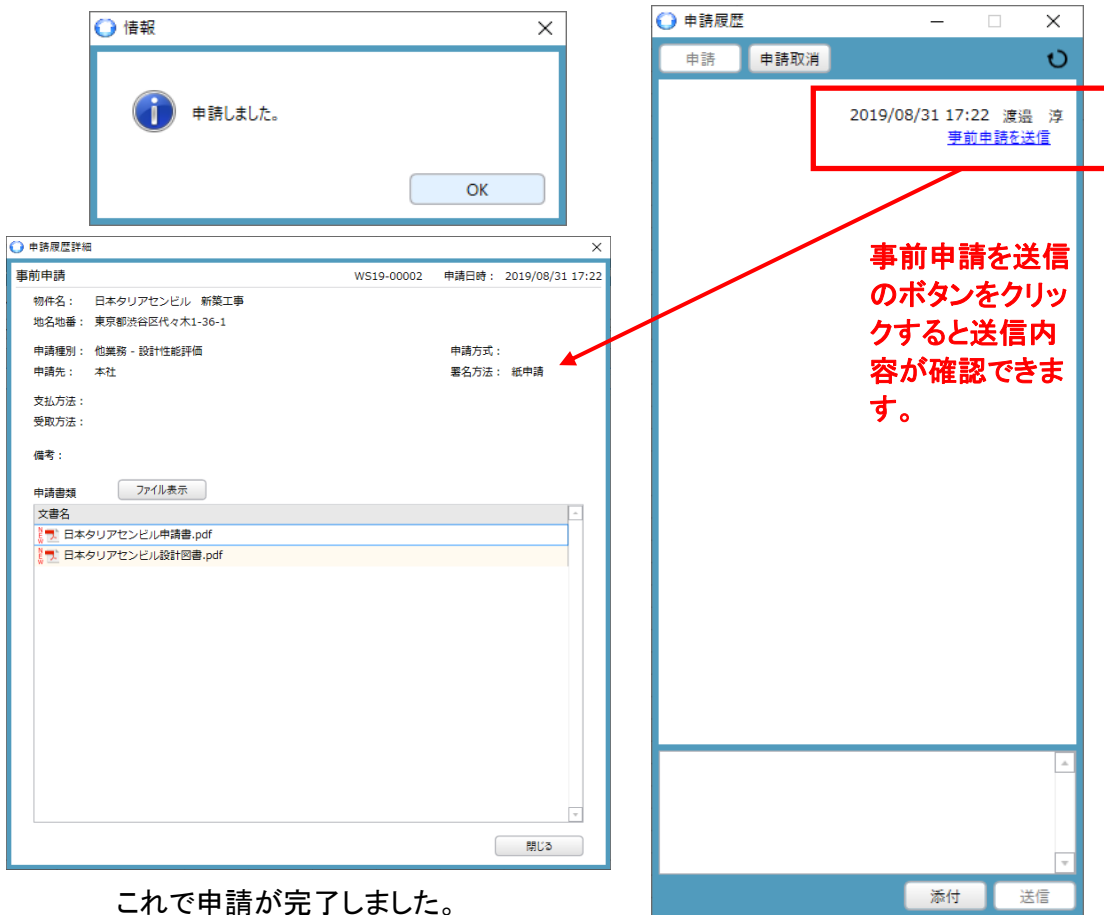 情報
申請しました。
OK
申請履歴
申請
申請取消
2019/08/31 17:22 渡邉 淳
事前申請を送信
事前申請を送信
のボタンをクリッ
クすると送信内
容が確認できま
す。
添付
送信
申請履歴詳細
事前申請 WS19-00002 申請日時: 2019/08/31 17:22
物件名: 日本タリアセンビル 新築工事
地名地番: 東京都渋谷区代々木1-36-1
申請種別: 他業務 - 設計性能評価 申請方式:
申請先: 本社 署名方法: 紙申請
支払方法:
受取方法:
備考:
申請書類 ファイル表示
文書名
NEW 日本タリアセンビル申請書.pdf
NEW 日本タリアセンビル設計図書.pdf
閉じる
これで申請が完了しました。